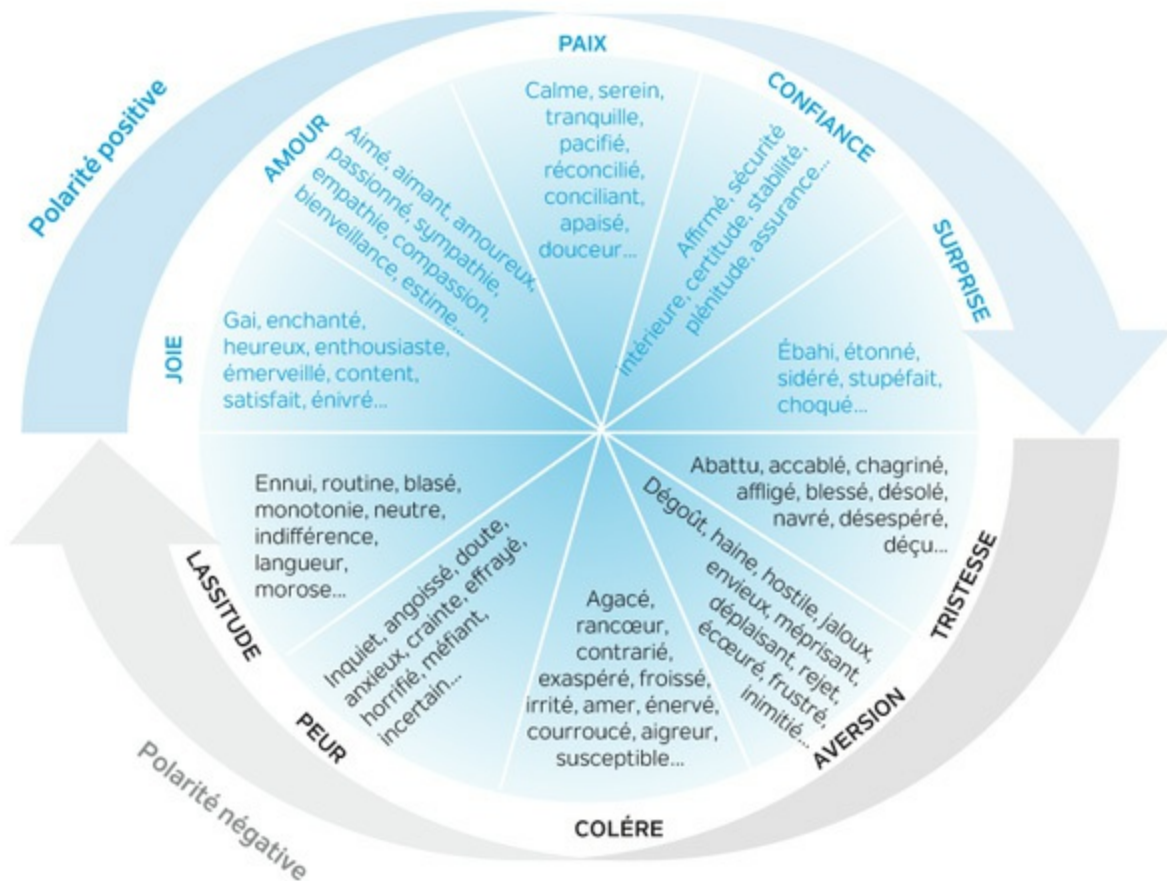 PAIX
Calme, serein,
tranquille,
pacifié,
réconcilié,
conciliant,
apaisé,
douceur...
CONFIANCE
Affirmé, sécurité
intérieure, certitude, stabilité,
plénitude, assurance...
SURPRISE
Ébahi, étonné,
sidéré, stupéfait,
choqué...
TRISTESSE
Abattu, accablé, chagriné,
affligé, blessé, désolé,
navré, désespéré,
déçu...
AVERSION
Dégoût, haine, hostile, jaloux,
envieux, méprisant,
déplaisant, rejet,
écœuré, frustré,
inimitié...
COLÉRE
Agacé,
rancœur,
contrarié,
exaspéré, froissé,
irrité, amer, énervé,
courroucé, aigreur,
susceptible...
PEUR
Inquiet, angoissé, doute,
anxieux, crainte, effrayé,
horrifié, méfiant,
incertain...
LASSITUDE
Ennui, routine, blasé,
monotonie, neutre,
indifférence,
langueur,
morose...
JOIE
Gai, enchanté,
heureux, enthousiaste,
émerveillé, content,
satisfait, énivré...
AMOUR
Aimé, aimant, amoureux,
passionné, sympathie,
empathie, compassion,
bienveillance, estime...
Polarité positive
Polarité négative